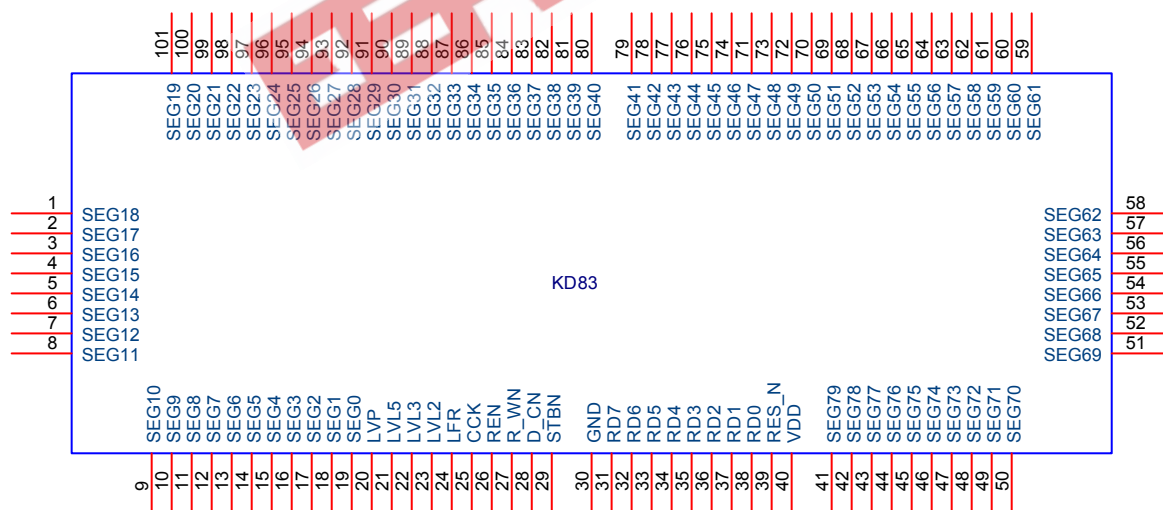 101 100 99 98 97 96 95 94 93 92 91 90 89 88 87 86 85 84 83 82 81 80 79 78 77 76 75 74 71 73 72 70 69 68 67 66 65 64 63 62 61 60 59
SEG19 SEG20 SEG21 SEG22 SEG23 SEG24 SEG25 SEG26 SEG27 SEG28 SEG29 SEG30 SEG31 SEG32 SEG33 SEG34 SEG35 SEG36 SEG37 SEG38 SEG39 SEG40 SEG41 SEG42 SEG43 SEG44 SEG45 SEG46 SEG47 SEG48 SEG49 SEG50 SEG51 SEG52 SEG53 SEG54 SEG55 SEG56 SEG57 SEG58 SEG59 SEG60 SEG61
1 SEG18 SEG62 58
2 SEG17 SEG63 57
3 SEG16 SEG64 56
4 SEG15 SEG65 55
5 SEG14 KD83 SEG66 54
6 SEG13 SEG67 53
7 SEG12 SEG68 52
8 SEG11 SEG69 51
SEG10 SEG9 SEG8 SEG7 SEG6 SEG5 SEG4 SEG3 SEG2 SEG1 SEG0 LVP LVL5 LVL3 LVL2 LFR CCK REN R_WN D_CN STBN GND RD7 RD6 RD5 RD4 RD3 RD2 RD1 RD0 RES_N VDD SEG79 SEG78 SEG77 SEG76 SEG75 SEG74 SEG73 SEG72 SEG71 SEG70
9 10 11 12 13 14 15 16 17 18 19 20 21 22 23 24 25 26 27 28 29 30 31 32 33 34 35 36 37 38 39 40 41 42 43 44 45 46 47 48 49 50